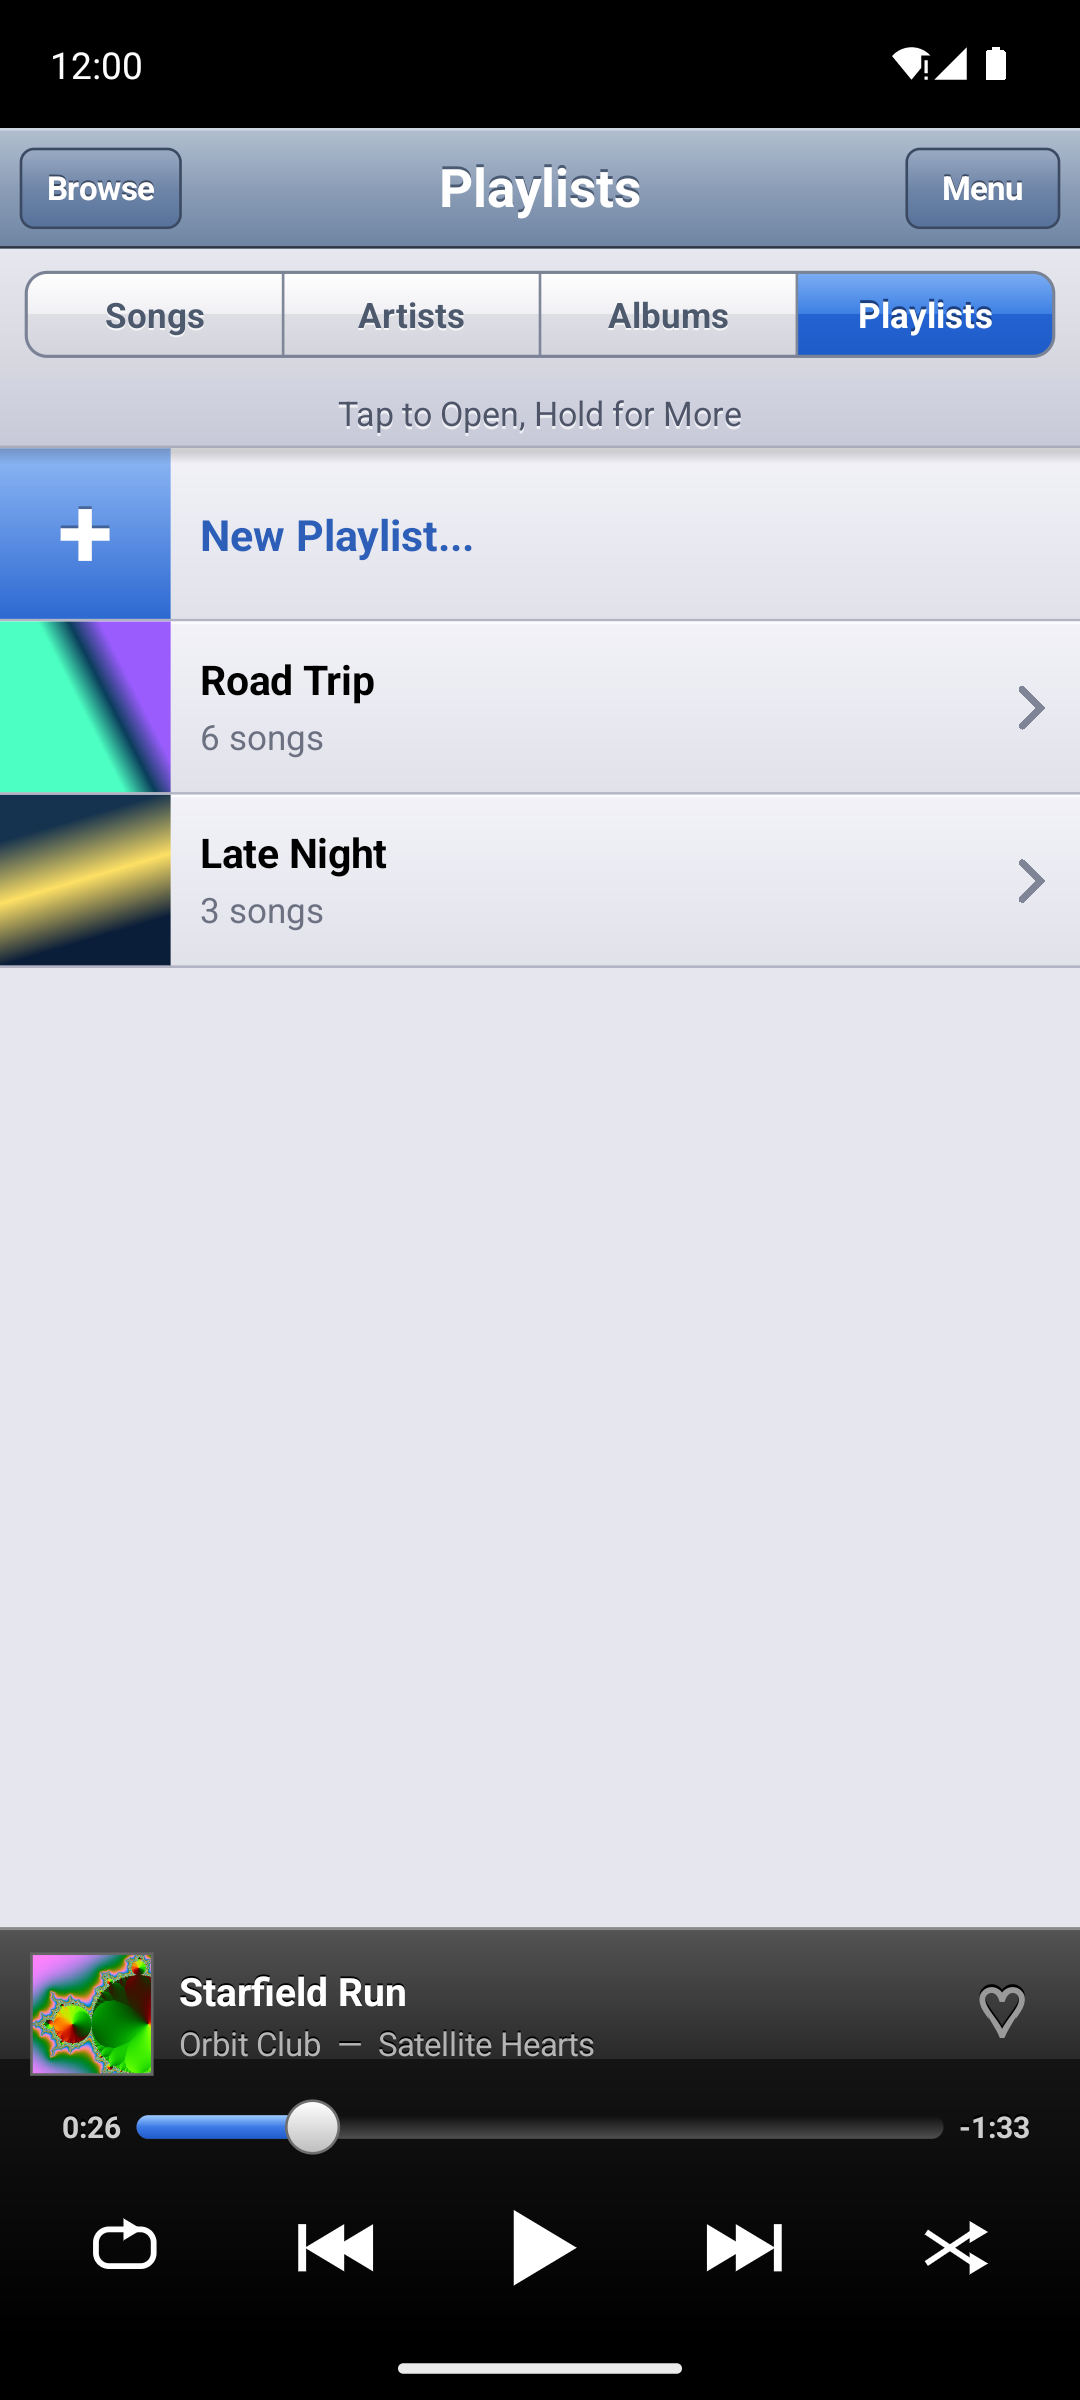 12:00
Browse
Playlists
Menu
Songs
Artists
Albums
Playlists
Tap to Open, Hold for More
New Playlist...
Road Trip
6 songs
Late Night
3 songs
Starfield Run
Orbit Club — Satellite Hearts
0:26
-1:33